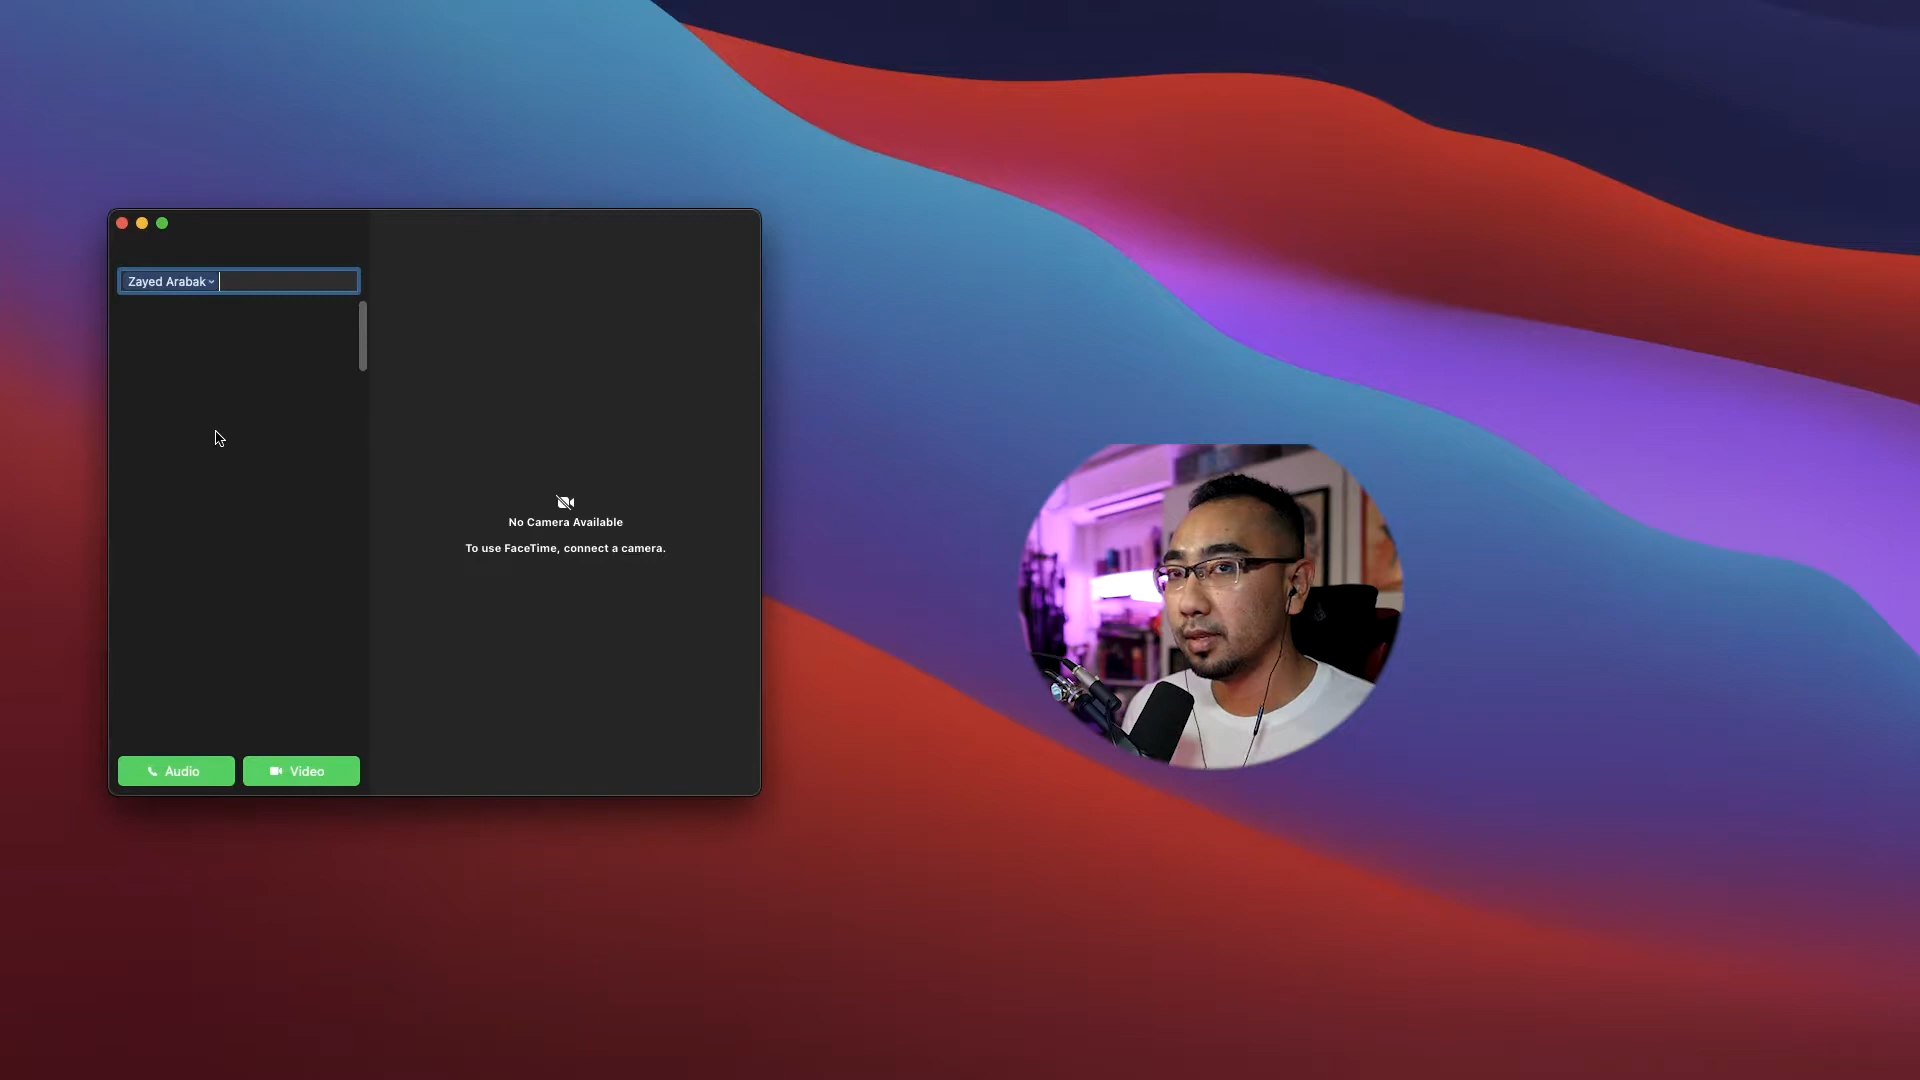 Zayed Arabak
No Camera Available
To use FaceTime, connect a camera.
Audio
Video